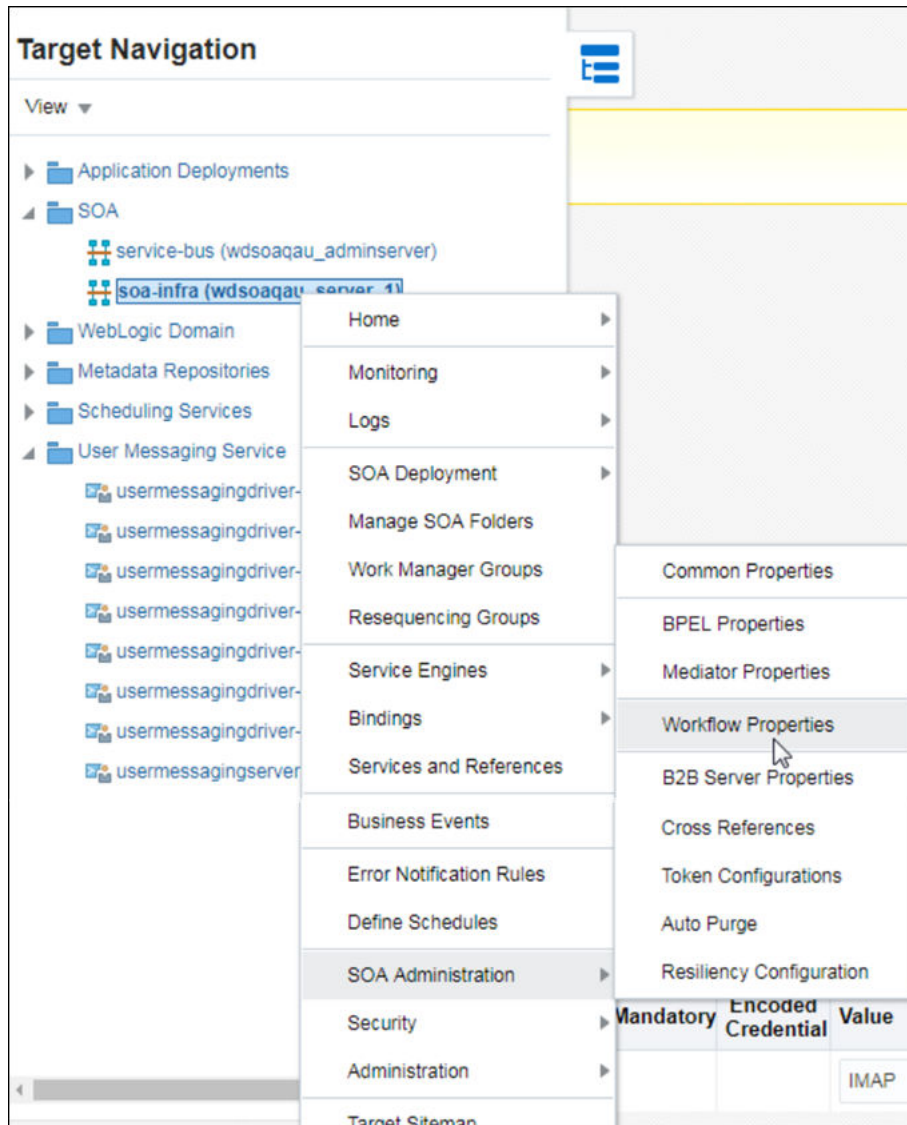 Target Navigation
View
Application Deployments
SOA
service-bus (wdsoaqau_adminserver)
soa-infra (wdsoaqau_server_1)
WebLogic Domain
Metadata Repositories
Scheduling Services
User Messaging Service
usermessagingdriver-
usermessagingdriver-
usermessagingdriver-
usermessagingdriver-
usermessagingdriver-
usermessagingdriver-
usermessagingdriver-
usermessagingserver
Home
Monitoring
Logs
SOA Deployment
Manage SOA Folders
Work Manager Groups
Resequencing Groups
Service Engines
Bindings
Services and References
Business Events
Error Notification Rules
Define Schedules
SOA Administration
Security
Administration
Target Sitemap
Common Properties
BPEL Properties
Mediator Properties
Workflow Properties
B2B Server Properties
Cross References
Token Configurations
Auto Purge
Resiliency Configuration
Mandatory
Encoded
Credential
Value
IMAP